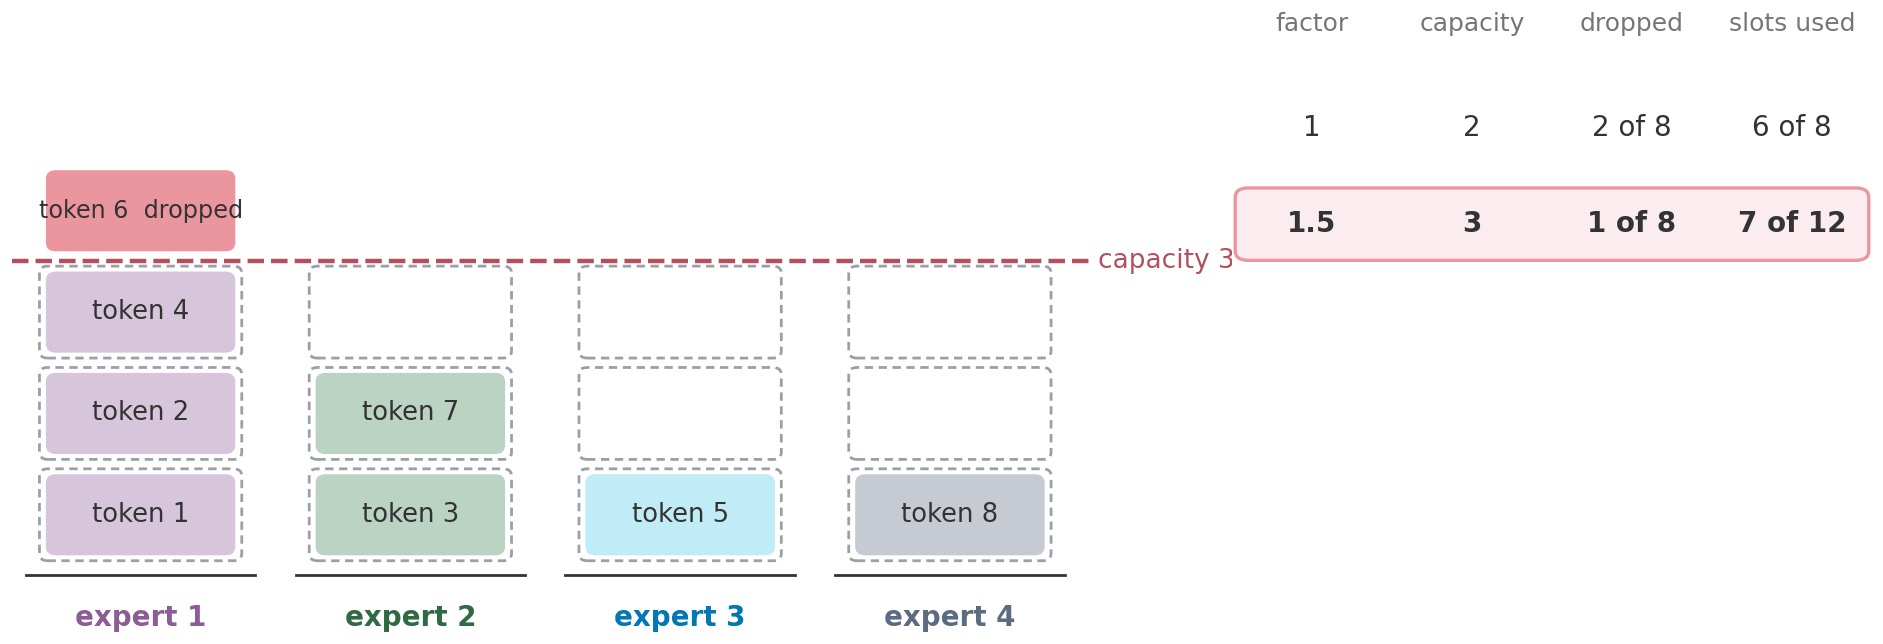 factor capacity dropped slots used
1 2 2 of 8 6 of 8
token 6 dropped
1.5 3 1 of 8 7 of 12
capacity 3
token 4
token 2 token 7
token 1 token 3 token 5 token 8
expert 1 expert 2 expert 3 expert 4